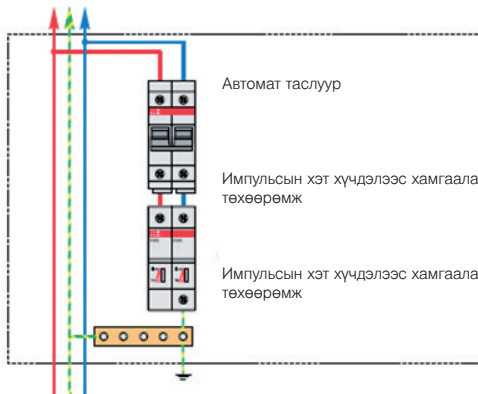 Автомат таслуур
Импульсын хэт хүчдэлээс хамгаала
төхөөрөмж
Импульсын хэт хүчдэлээс хамгаала
төхөөрөмж